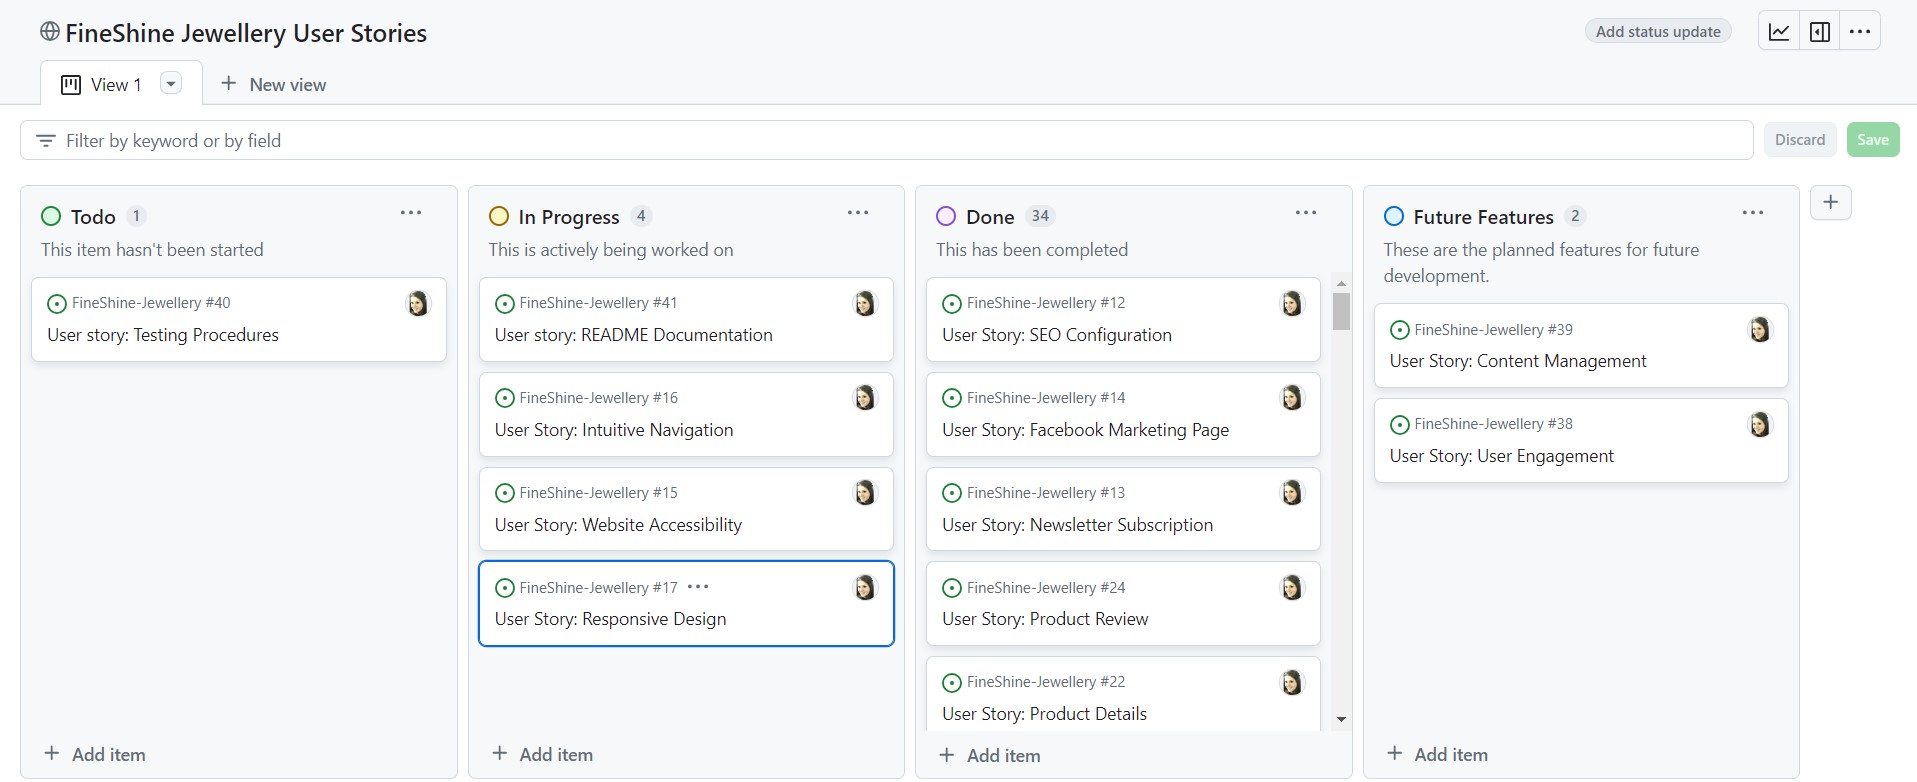 FineShine Jewellery User Stories
Add status update
View 1
New view
Filter by keyword or by field
Discard
Save
Todo 1
This item hasn't been started
FineShine-Jewellery #40
User story: Testing Procedures
Add item
In Progress 4
This is actively being worked on
FineShine-Jewellery #41
User story: README Documentation
FineShine-Jewellery #16
User Story: Intuitive Navigation
FineShine-Jewellery #15
User Story: Website Accessibility
FineShine-Jewellery #17
User Story: Responsive Design
Add item
Done 34
This has been completed
FineShine-Jewellery #12
User Story: SEO Configuration
FineShine-Jewellery #14
User Story: Facebook Marketing Page
FineShine-Jewellery #13
User Story: Newsletter Subscription
FineShine-Jewellery #24
User Story: Product Review
FineShine-Jewellery #22
User Story: Product Details
Add item
Future Features 2
These are the planned features for future
development.
FineShine-Jewellery #39
User Story: Content Management
FineShine-Jewellery #38
User Story: User Engagement
Add item